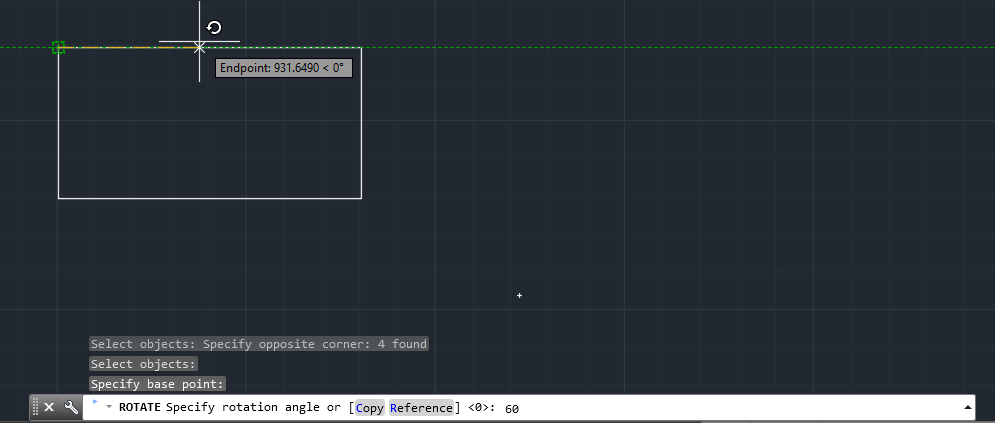 Endpoint: 931.6490 < 0°
Select objects: Specify opposite corner: 4 found
Select objects:
Specify base point:
ROTATE Specify rotation angle or [Copy Reference] <0>: 60